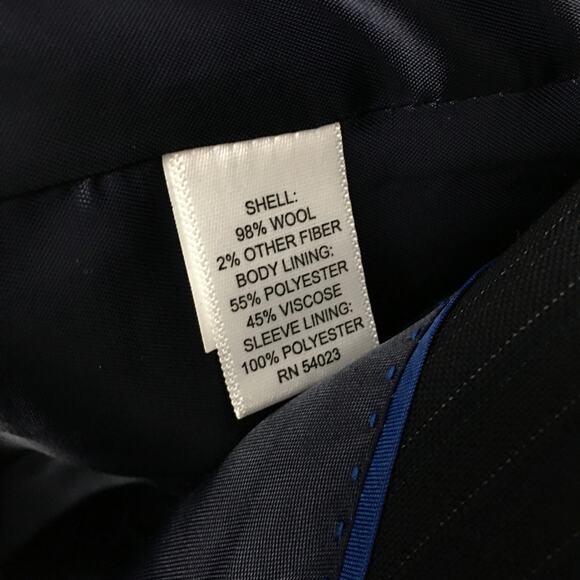 SHELL:
98% WOOL
2% OTHER FIBER
BODY LINING:
55% POLYESTER
45% VISCOSE
SLEEVE LINING:
100% POLYESTER
RN 54023